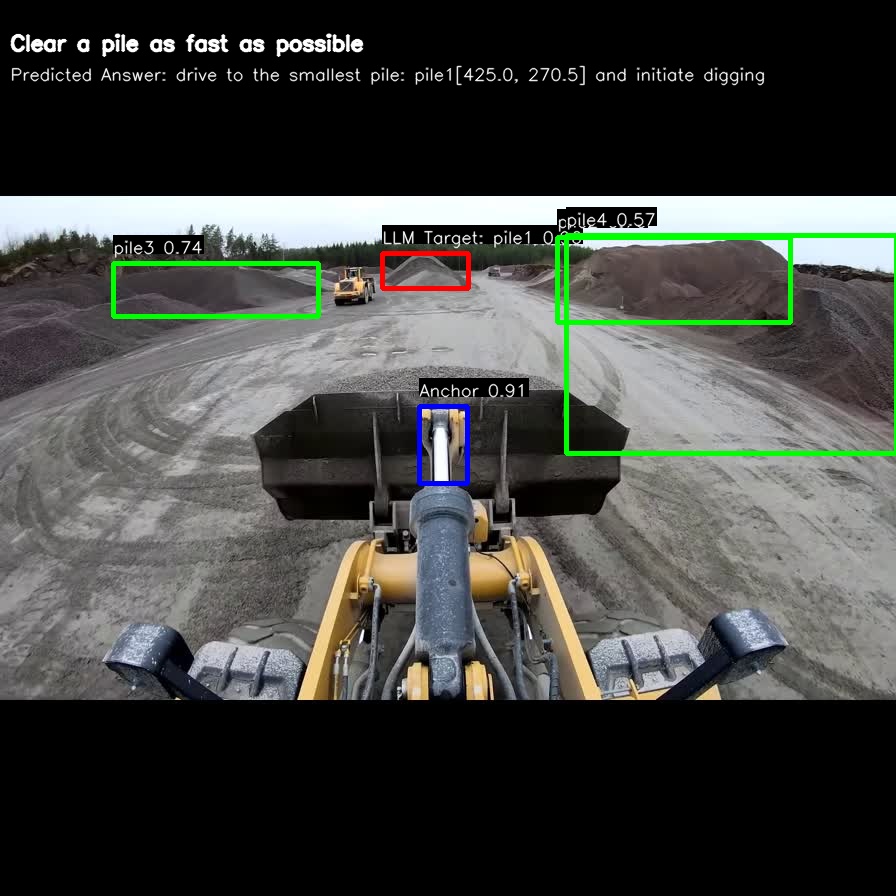 Clear a pile as fast as possible
Predicted Answer: drive to the smallest pile: pile1[425.0, 270.5] and initiate digging
pile4 0.57
LLM Target: pile1
pile3 0.74
Anchor 0.91